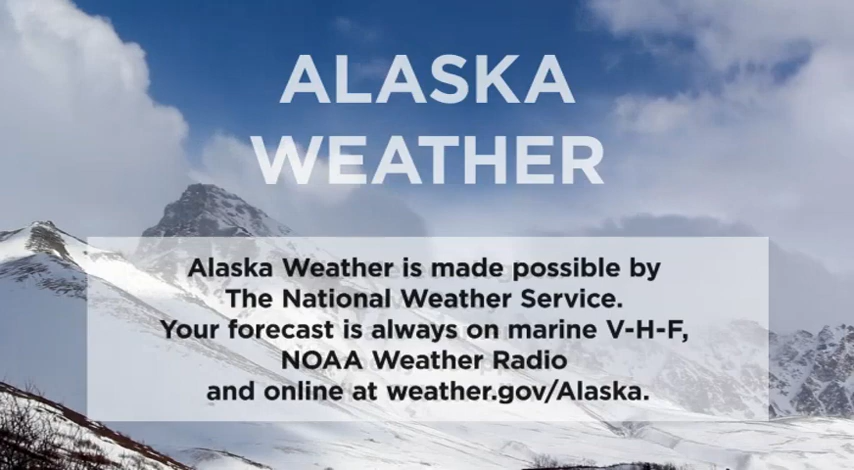 ALASKA
WEATHER
Alaska Weather is made possible by
The National Weather Service.
Your forecast is always on marine V-H-F,
NOAA Weather Radio
and online at weather.gov/Alaska.